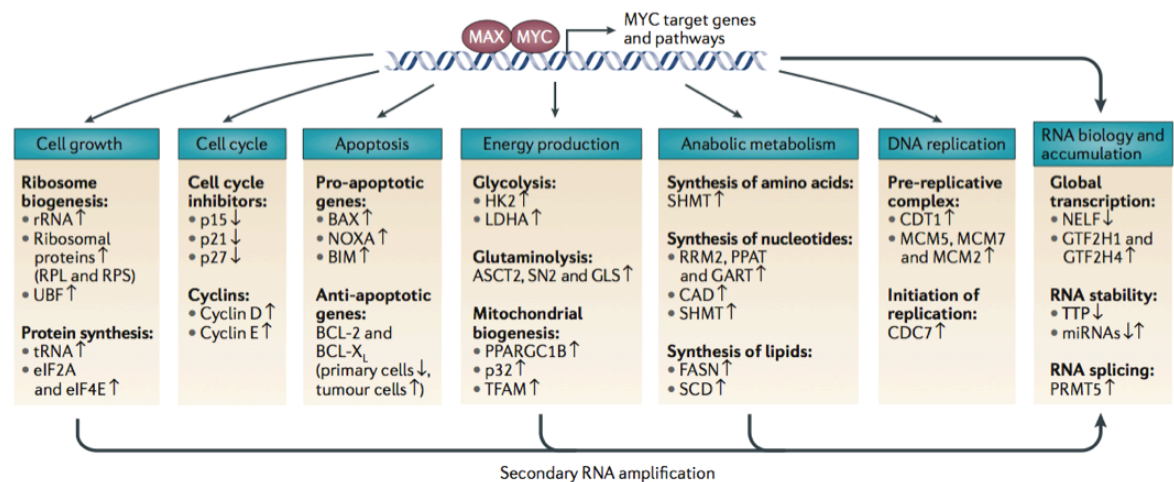 MAX MYC
MYC target genes
and pathways
Cell growth
Ribosome
biogenesis:
• rRNA↑
• Ribosomal
proteins↑
(RPL and RPS)
• UBF↑
Protein synthesis:
• tRNA↑
• eIF2A
and eIF4E↑
Cell cycle
Cell cycle
inhibitors:
• p15↓
• p21↓
• p27↓
Cyclins:
• Cyclin D↑
• Cyclin E↑
Apoptosis
Pro-apoptotic
genes:
• BAX↑
• NOXA↑
• BIM↑
Anti-apoptotic
genes:
BCL-2 and
BCL-XL
(primary cells↓,
tumour cells↑)
Energy production
Glycolysis:
• HK2↑
• LDHA↑
Glutaminolysis:
ASCT2, SN2 and GLS↑
Mitochondrial
biogenesis:
• PPARGC1B↑
• p32↑
• TFAM↑
Anabolic metabolism
Synthesis of amino acids:
SHMT↑
Synthesis of nucleotides:
• RRM2, PPAT
and GART↑
• CAD↑
• SHMT↑
Synthesis of lipids:
• FASN↑
• SCD↑
DNA replication
Pre-replicative
complex:
• CDT1↑
• MCM5, MCM7
and MCM2↑
Initiation of
replication:
CDC7↑
RNA biology and
accumulation
Global
transcription:
• NELF↓
• GTF2H1 and
GTF2H4↑
RNA stability:
• TTP↓
• miRNAs↓↑
RNA splicing:
PRMT5↑
Secondary RNA amplification